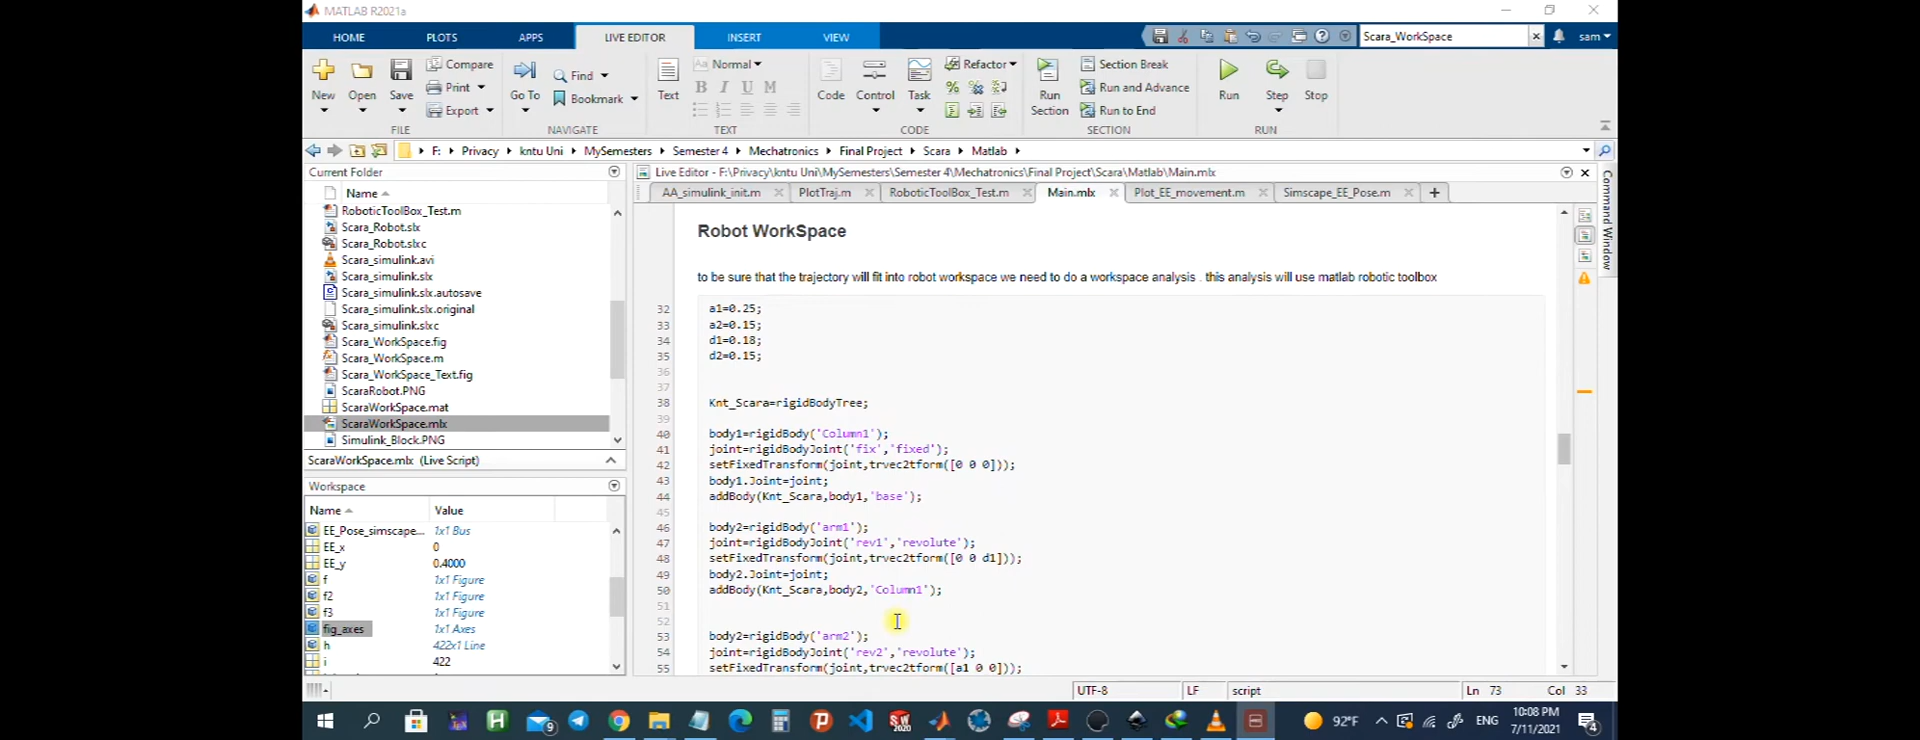 MATLAB R2021a
HOME PLOTS APPS LIVE EDITOR INSERT VIEW Scara_WorkSpace sam
New Open Save Compare Print Export
Go To Find Bookmark
Text Normal B I U M
Code Control Task Refactor
Run Section Section Break Run and Advance Run to End
Run Step Stop
FILE NAVIGATE TEXT CODE SECTION RUN
F: Privacy kntu Uni MySemesters Semester 4 Mechatronics Final Project Scara Matlab
Current Folder
Name
RoboticToolBox_Test.m
Scara_Robot.slx
Scara_Robot.slxc
Scara_simulink.avi
Scara_simulink.slx
Scara_simulink.slx.autosave
Scara_simulink.slx.original
Scara_simulink.slxc
Scara_WorkSpace.fig
Scara_WorkSpace.m
Scara_WorkSpace_Text.fig
ScaraRobot.PNG
ScaraWorkSpace.mat
ScaraWorkSpace.mlx
Simulink_Block.PNG
ScaraWorkSpace.mlx (Live Script)
Workspace
Name Value
EE_Pose_simscape... 1x1 Bus
EE_x 0
EE_y 0.4000
f 1x1 Figure
f2 1x1 Figure
f3 1x1 Figure
fig_axes 1x1 Axes
h 422x1 Line
i 422
Live Editor - F:\Privacy\kntu Uni\MySemesters\Semester 4\Mechatronics\Final Project\Scara\Matlab\Main.mlx
AA_simulink_init.m PlotTraj.m RoboticToolBox_Test.m Main.mlx Plot_EE_movement.m Simscape_EE_Pose.m
Command Window
Robot WorkSpace
to be sure that the trajectory will fit into robot workspace we need to do a workspace analysis . this analysis will use matlab robotic toolbox
32 a1=0.25;
33 a2=0.15;
34 d1=0.18;
35 d2=0.15;
36
37
38 Knt_Scara=rigidBodyTree;
39
40 body1=rigidBody('Column1');
41 joint=rigidBodyJoint('fix','fixed');
42 setFixedTransform(joint,trvec2tform([0 0 0]));
43 body1.Joint=joint;
44 addBody(Knt_Scara,body1,'base');
45
46 body2=rigidBody('arm1');
47 joint=rigidBodyJoint('rev1','revolute');
48 setFixedTransform(joint,trvec2tform([0 0 d1]));
49 body2.Joint=joint;
50 addBody(Knt_Scara,body2,'Column1');
51
52
53 body2=rigidBody('arm2');
54 joint=rigidBodyJoint('rev2','revolute');
55 setFixedTransform(joint,trvec2tform([a1 0 0]));
UTF-8 LF script Ln 73 Col 33
92°F ENG 10:08 PM
7/11/2021